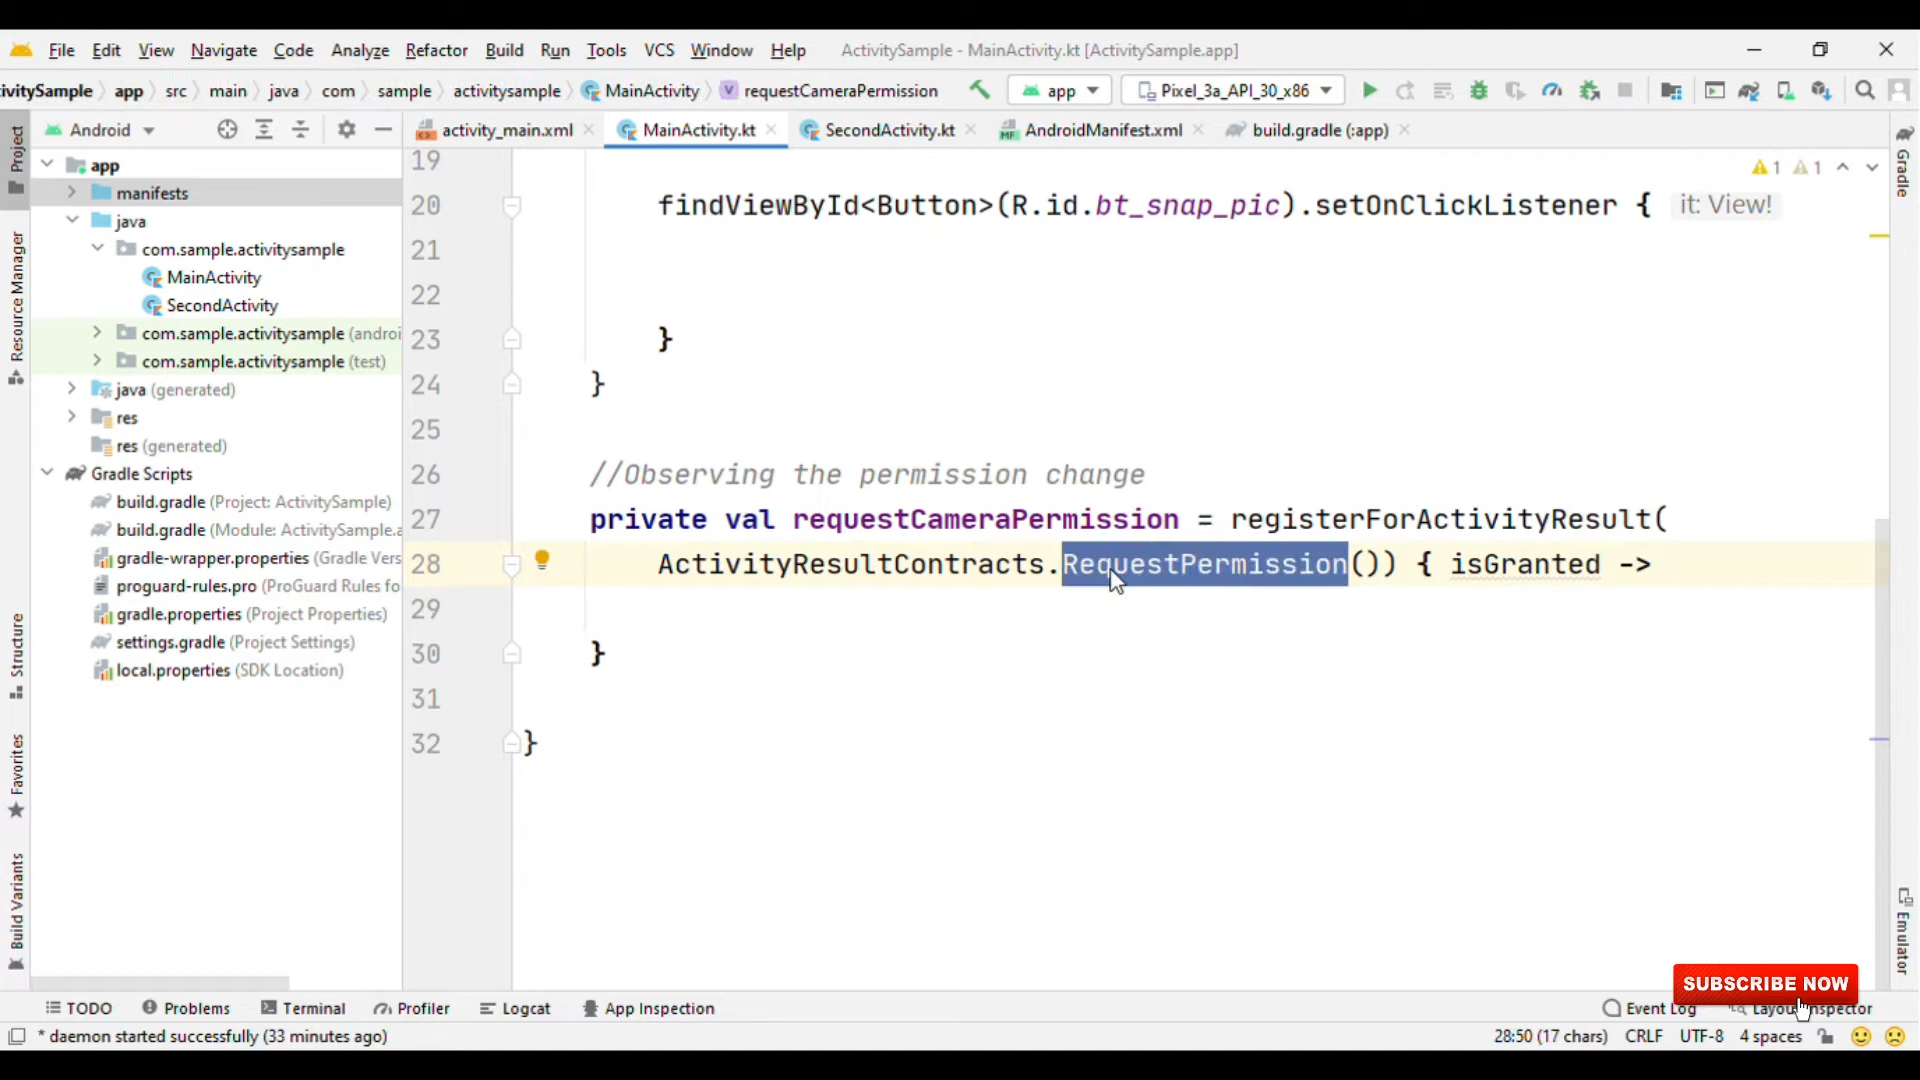 File Edit View Navigate Code Analyze Refactor Build Run Tools VCS Window Help ActivitySample - MainActivity.kt [ActivitySample.app]
ivitySample app src main java com sample activitysample MainActivity requestCameraPermission app Pixel_3a_API_30_x86
Android activity_main.xml MainActivity.kt SecondActivity.kt AndroidManifest.xml build.gradle (:app)
Project
Resource Manager
Structure
Favorites
Build Variants
app
manifests
java
com.sample.activitysample
MainActivity
SecondActivity
com.sample.activitysample (androi
com.sample.activitysample (test)
java (generated)
res
res (generated)
Gradle Scripts
build.gradle (Project: ActivitySample)
build.gradle (Module: ActivitySample.a
gradle-wrapper.properties (Gradle Vers
proguard-rules.pro (ProGuard Rules fo
gradle.properties (Project Properties)
settings.gradle (Project Settings)
local.properties (SDK Location)
1 1
19
20 findViewById<Button>(R.id.bt_snap_pic).setOnClickListener { it: View!
21
22
23 }
24 }
25
26 //Observing the permission change
27 private val requestCameraPermission = registerForActivityResult(
28 ActivityResultContracts.RequestPermission()) { isGranted ->
29
30 }
31
32 }
Gradle
Emulator
SUBSCRIBE NOW
TODO Problems Terminal Profiler Logcat App Inspection Event Log Layout Inspector
* daemon started successfully (33 minutes ago) 28:50 (17 chars) CRLF UTF-8 4 spaces